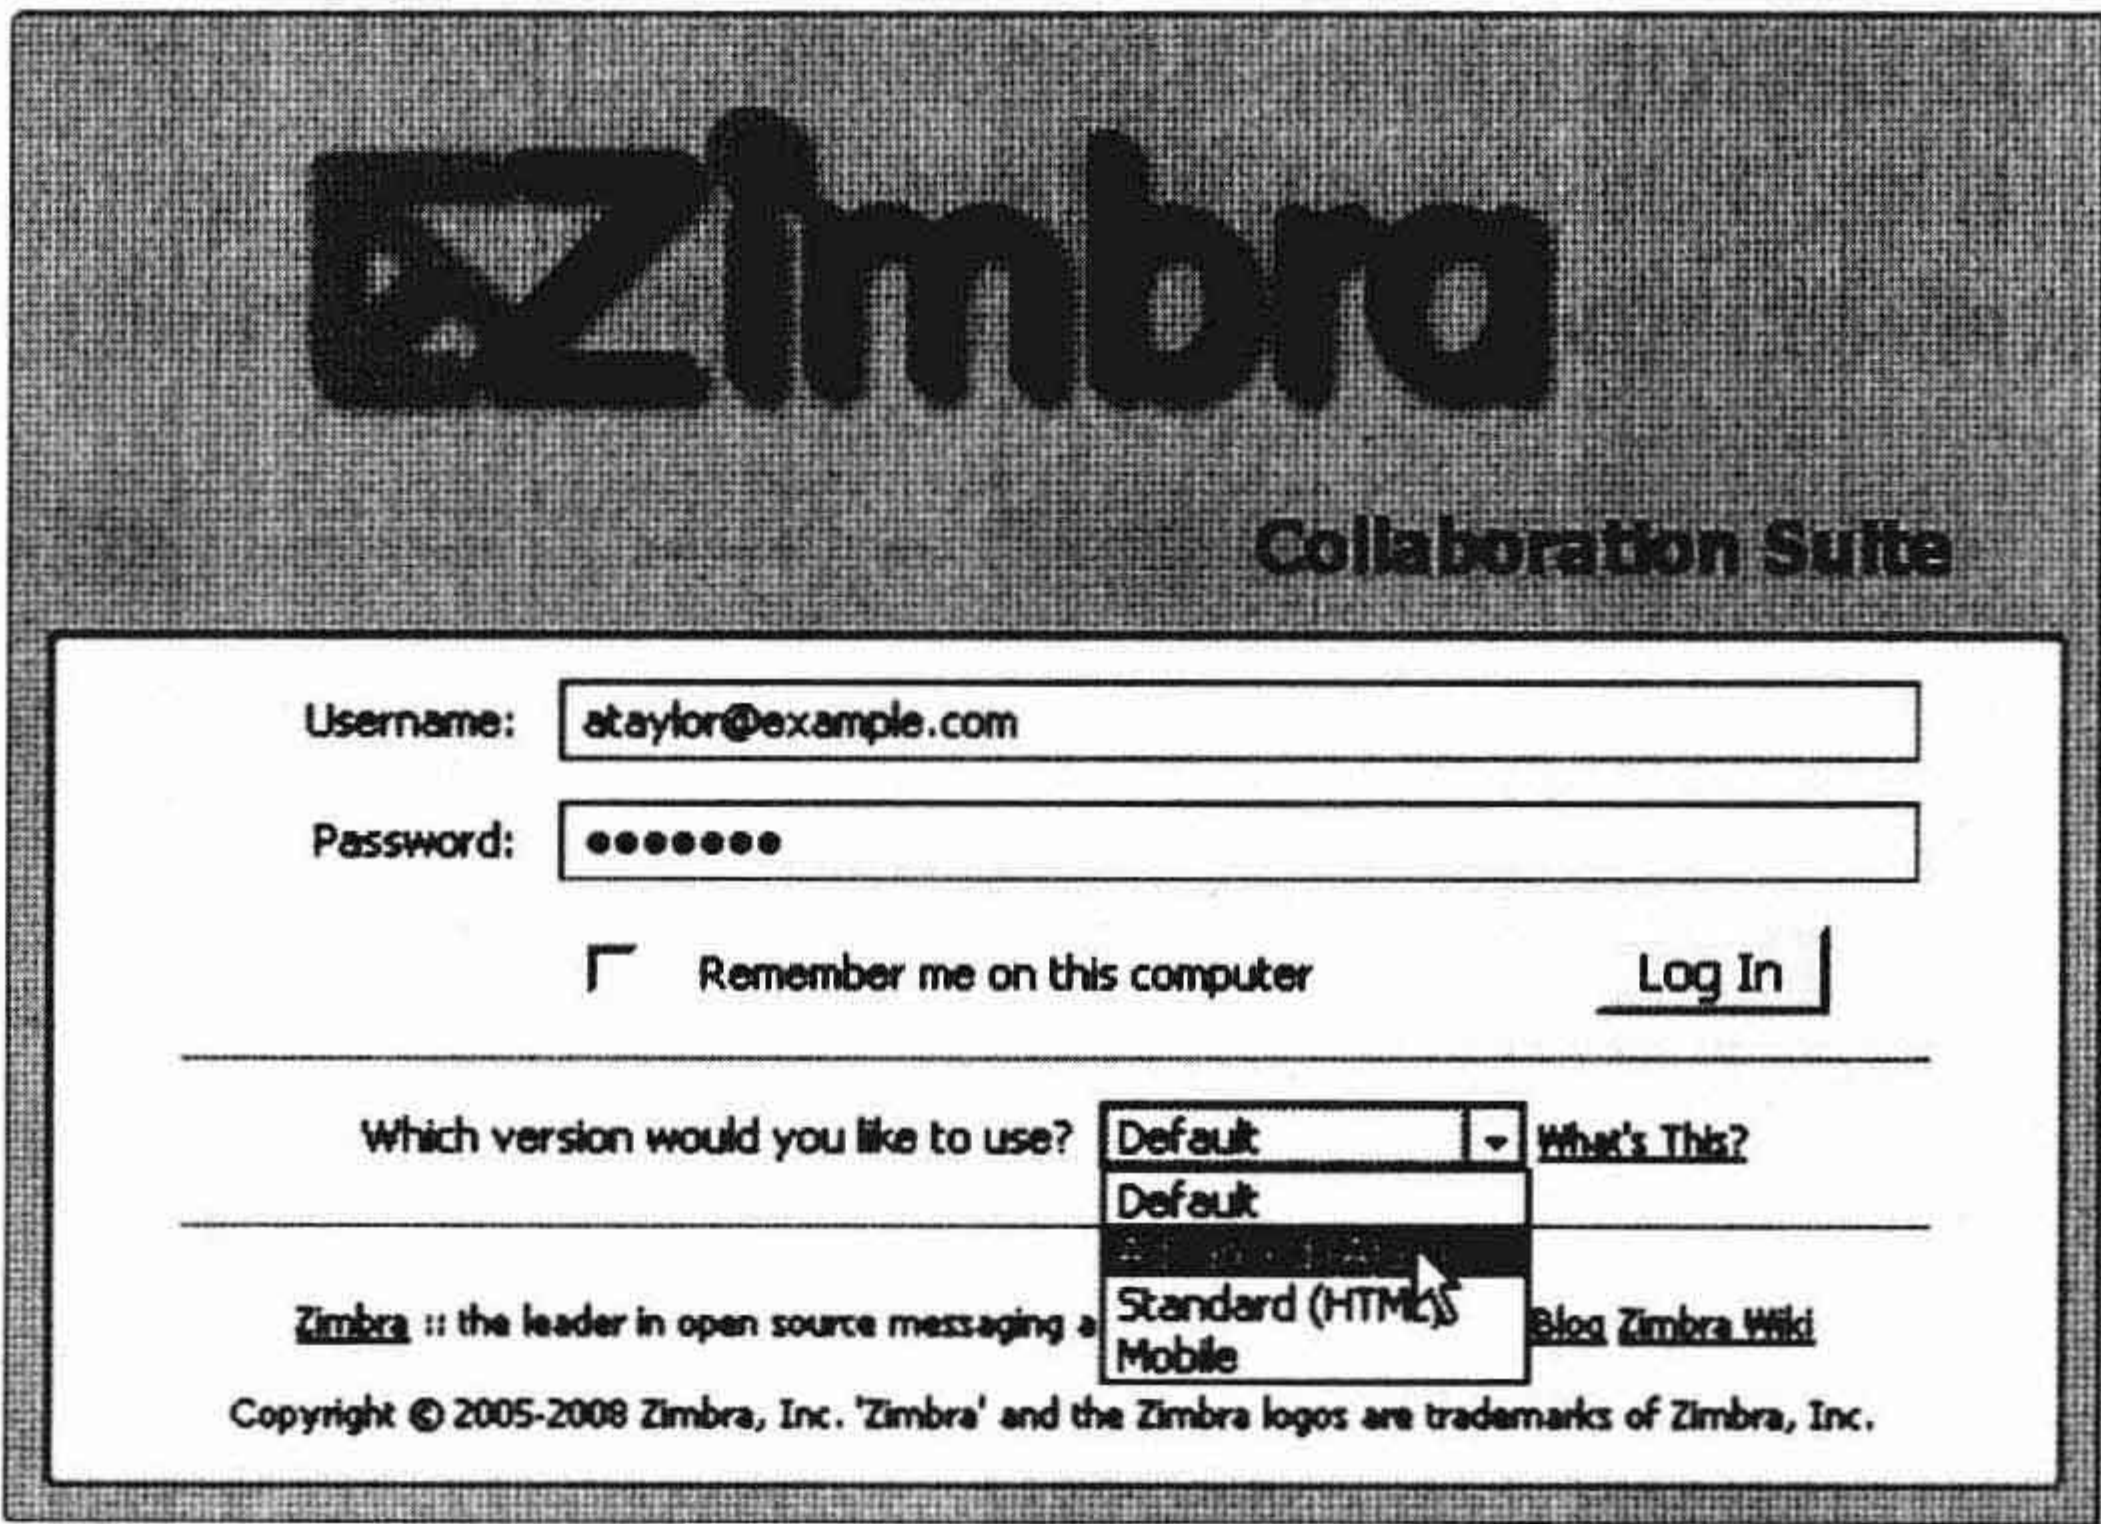 Zimbra
Collaboration Suite
Username: ataylor@example.com
Password: •••••••
Remember me on this computer Log In
Which version would you like to use? Default What's This?
Default
Standard (HTML)
Mobile
Zimbra :: the leader in open source messaging a Blog Zimbra Wiki
Copyright © 2005-2008 Zimbra, Inc. 'Zimbra' and the Zimbra logos are trademarks of Zimbra, Inc.